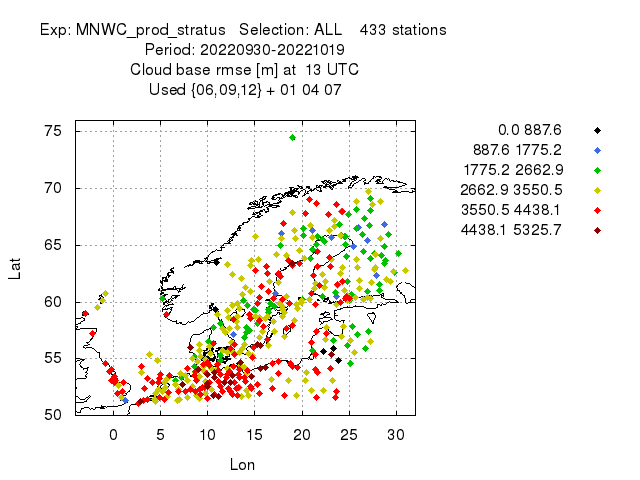 Exp: MNWC_prod_stratus   Selection: ALL    433 stations
Period: 20220930-20221019
Cloud base rmse [m] at  13 UTC
Used {06,09,12} + 01 04 07
0.0 887.6
887.6 1775.2
1775.2 2662.9
2662.9 3550.5
3550.5 4438.1
4438.1 5325.7
75
70
65
60
55
50
Lat
0 5 10 15 20 25 30
Lon